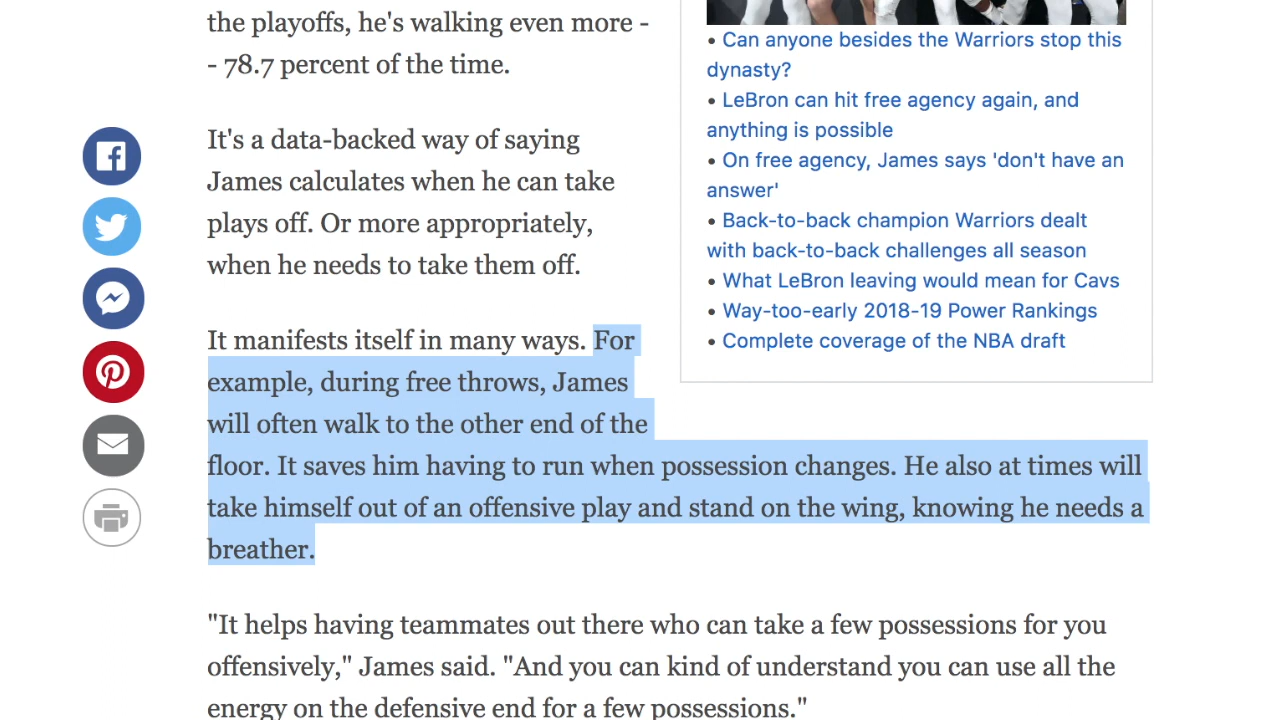 the playoffs, he's walking even more -
- 78.7 percent of the time.
It's a data-backed way of saying
James calculates when he can take
plays off. Or more appropriately,
when he needs to take them off.
It manifests itself in many ways. For
example, during free throws, James
will often walk to the other end of the
floor. It saves him having to run when possession changes. He also at times will
take himself out of an offensive play and stand on the wing, knowing he needs a
breather.
"It helps having teammates out there who can take a few possessions for you
offensively," James said. "And you can kind of understand you can use all the
energy on the defensive end for a few possessions."
• Can anyone besides the Warriors stop this
dynasty?
• LeBron can hit free agency again, and
anything is possible
• On free agency, James says 'don't have an
answer'
• Back-to-back champion Warriors dealt
with back-to-back challenges all season
• What LeBron leaving would mean for Cavs
• Way-too-early 2018-19 Power Rankings
• Complete coverage of the NBA draft